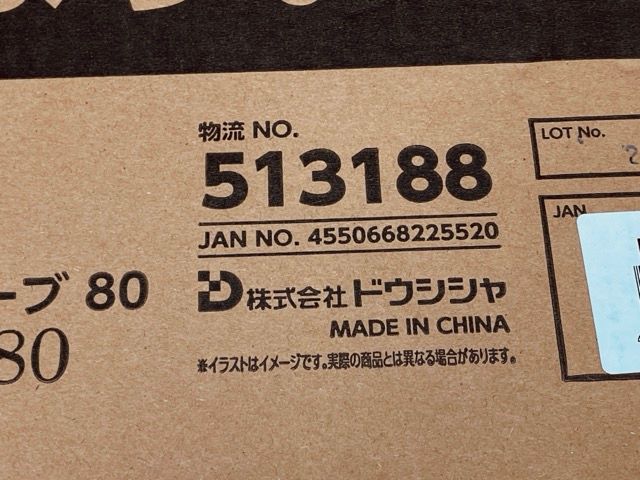 物流 NO.
513188
JAN NO. 4550668225520
株式会社ドウシシャ
MADE IN CHINA
※イラストはイメージです。実際の商品とは異なる場合があります。
ーブ 80
80
LOT No.
JAN